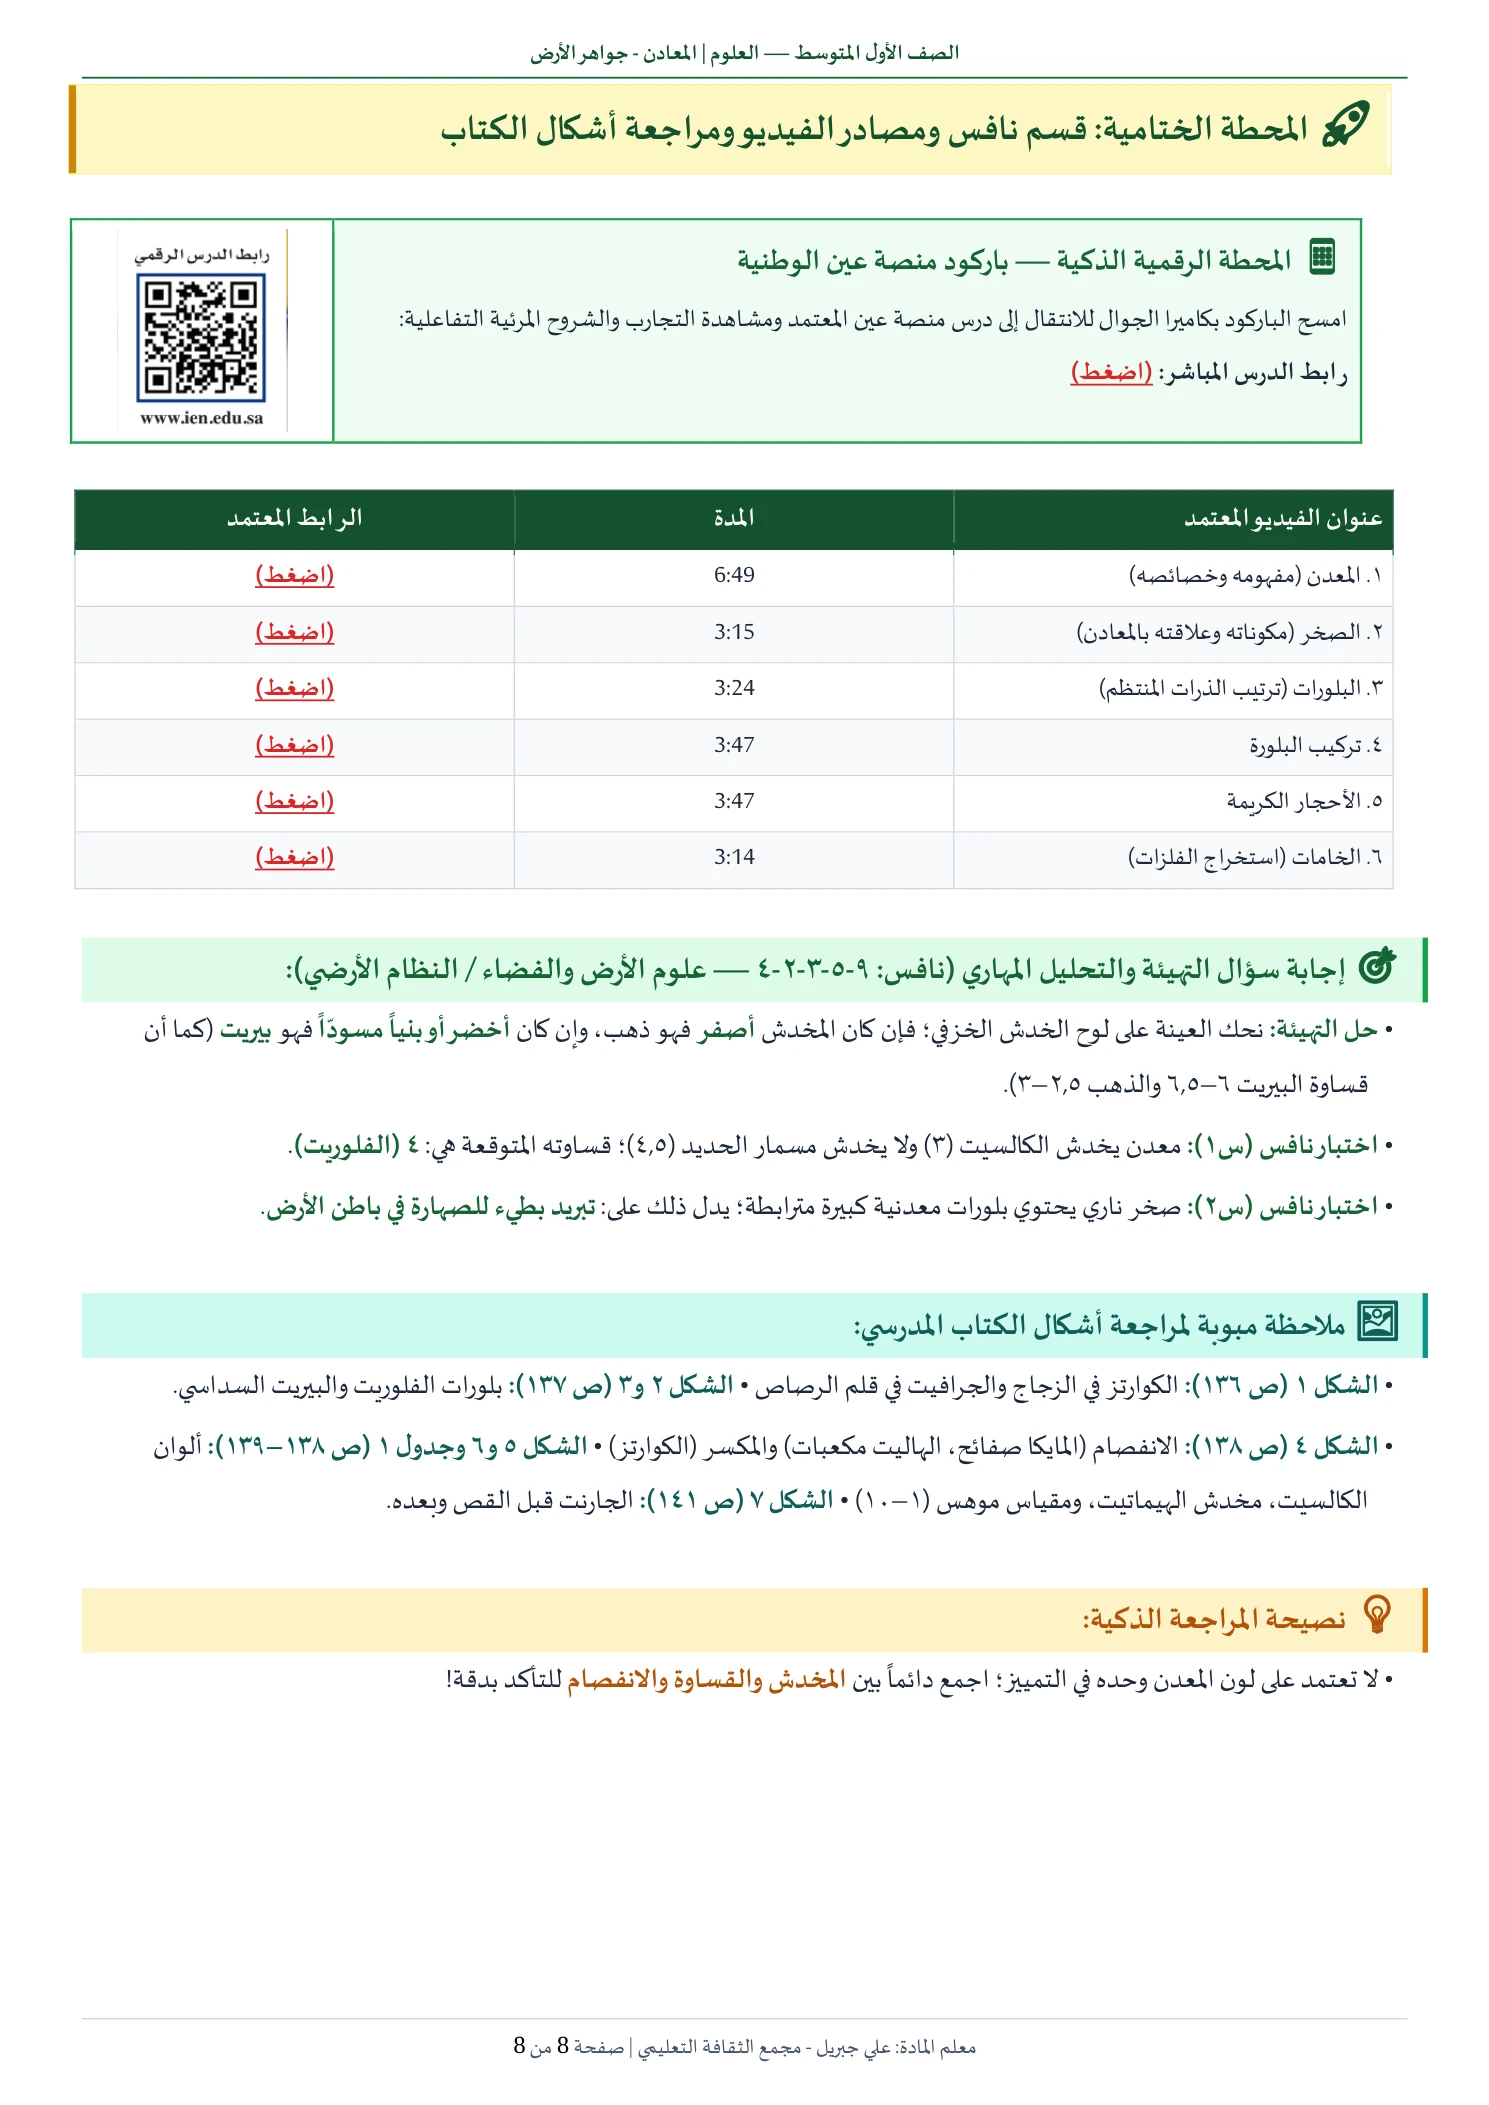 الصف الأول المتوسط — العلوم | المعادن - جواهر الأرض
المحطة الختامية: قسم نافس ومصادر الفيديو ومراجعة أشكال الكتاب
المحطة الرقمية الذكية — باركود منصة عين الوطنية
امسح الباركود بكاميرا الجوال للانتقال إلى درس منصة عين المعتمد ومشاهدة التجارب والشروح المرئية التفاعلية:
رابط الدرس المباشر: (اضغط)
رابط الدرس الرقمي
www.ien.edu.sa
عنوان الفيديو المعتمد المدة الرابط المعتمد
١. المعدن (مفهومه وخصائصه) 6:49 (اضغط)
٢. الصخر (مكوناته وعلاقته بالمعادن) 3:15 (اضغط)
٣. البلورات (ترتيب الذرات المنتظم) 3:24 (اضغط)
٤. تركيب البلورة 3:47 (اضغط)
٥. الأحجار الكريمة 3:47 (اضغط)
٦. الخامات (استخراج الفلزات) 3:14 (اضغط)
إجابة سؤال التهيئة والتحليل المهاري (نافس: ٩-٥-٣-٢-٤ — علوم الأرض والفضاء / النظام الأرضي):
• حل التهيئة: نحك العينة على لوح الخدش الخزفي؛ فإن كان المخدش أصفر فهو ذهب، وإن كان أخضر أو بنياً مسودّاً فهو بيريت (كما أن
قساوة البيريت ٦–٦,٥ والذهب ٢,٥–٣).
• اختبار نافس (س١): معدن يخدش الكالسيت (٣) ولا يخدش مسمار الحديد (٤,٥)؛ قساوته المتوقعة هي: ٤ (الفلوريت).
• اختبار نافس (س٢): صخر ناري يحتوي بلورات معدنية كبيرة مترابطة؛ يدل ذلك على: تبريد بطيء للصهارة في باطن الأرض.
ملاحظة مبوبة لمراجعة أشكال الكتاب المدرسي:
• الشكل ١ (ص ١٣٦): الكوارتز في الزجاج والجرافيت في قلم الرصاص • الشكل ٢ و٣ (ص ١٣٧): بلورات الفلوريت والبيريت السداسي.
• الشكل ٤ (ص ١٣٨): الانفصام (المايكا صفائح، الهاليت مكعبات) والمكسر (الكوارتز) • الشكل ٥ و٦ وجدول ١ (ص ١٣٨–١٣٩): ألوان
الكالسيت، مخدش الهيماتيت، ومقياس موهس (١–١٠) • الشكل ٧ (ص ١٤١): الجارنت قبل القص وبعده.
نصيحة المراجعة الذكية:
• لا تعتمد على لون المعدن وحده في التمييز؛ اجمع دائماً بين المخدش والقساوة والانفصام للتأكد بدقة!
معلم المادة: علي جبريل - مجمع الثقافة التعليمي | صفحة 8 من 8